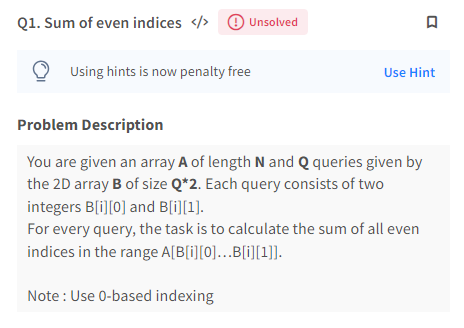 Q1. Sum of even indices </> Unsolved
Using hints is now penalty free Use Hint
Problem Description
You are given an array A of length N and Q queries given by
the 2D array B of size Q*2. Each query consists of two
integers B[i][0] and B[i][1].
For every query, the task is to calculate the sum of all even
indices in the range A[B[i][0]…B[i][1]].
Note : Use 0-based indexing